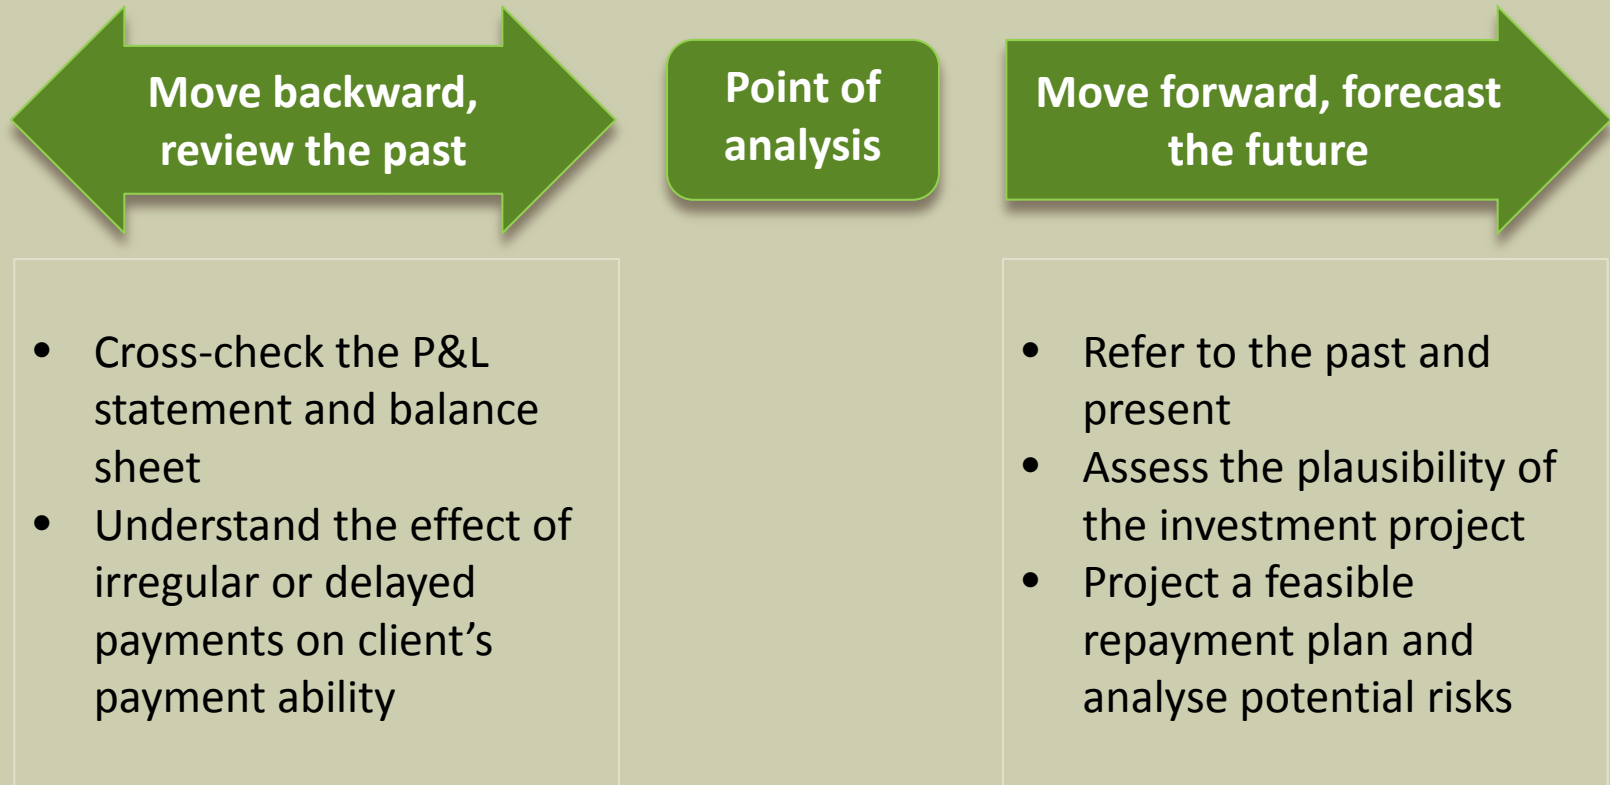 Move backward,
review the past
Point of
analysis
Move forward, forecast
the future
• Cross-check the P&L
statement and balance
sheet
• Understand the effect of
irregular or delayed
payments on client’s
payment ability
• Refer to the past and
present
• Assess the plausibility of
the investment project
• Project a feasible
repayment plan and
analyse potential risks